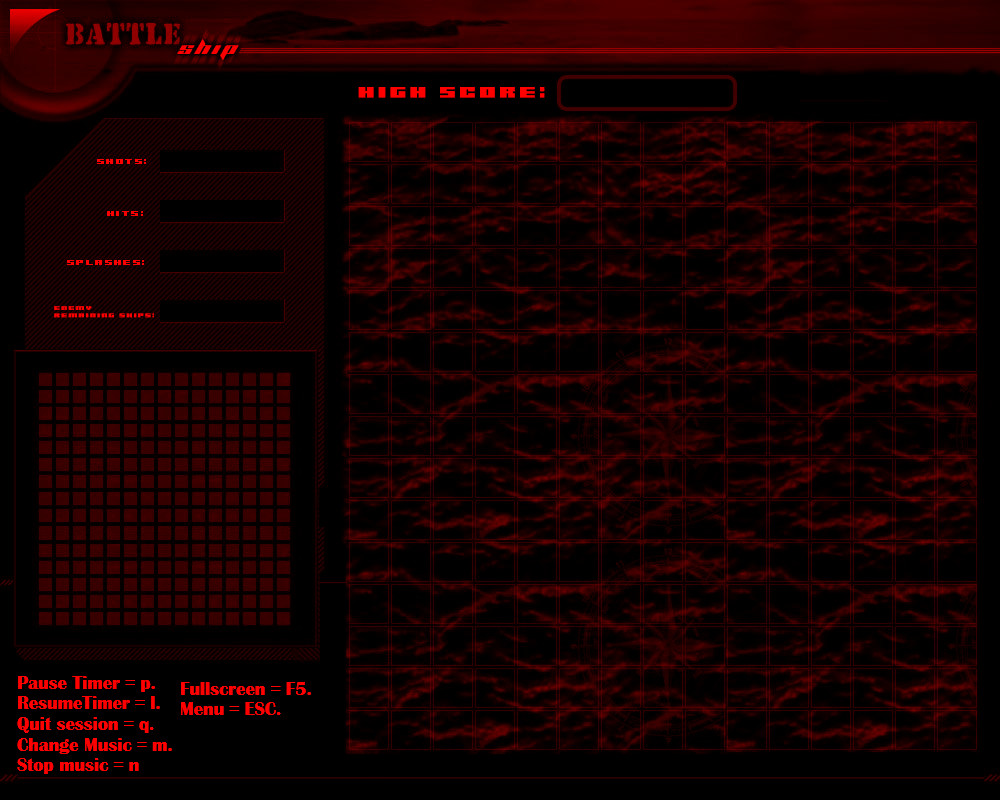 BATTLE
ship
HIGH SCORE:
SHOTS:
HITS:
SPLASHES:
ENEMY
REMAINING SHIPS:
Pause Timer = p.
ResumeTimer = l.
Quit session = q.
Change Music = m.
Stop music = n
Fullscreen = F5.
Menu = ESC.